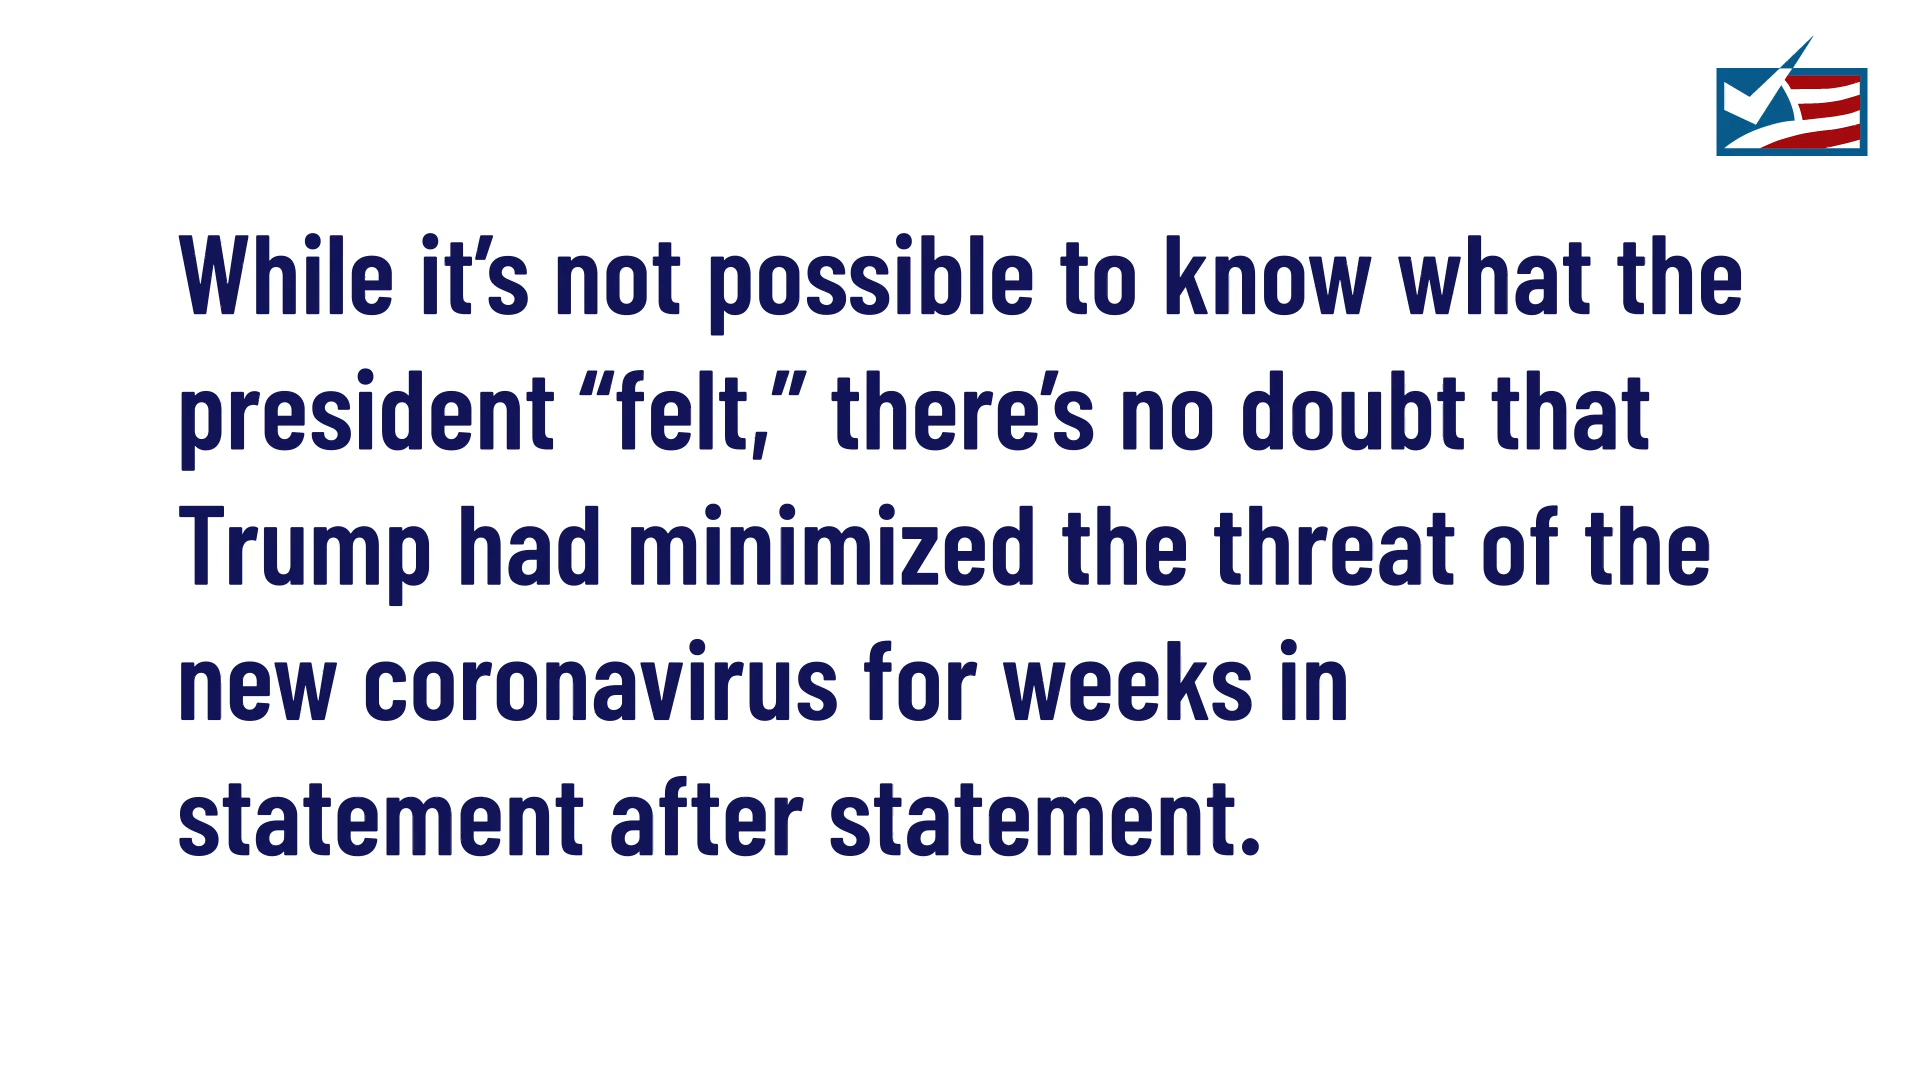 While it’s not possible to know what the
president “felt,” there’s no doubt that
Trump had minimized the threat of the
new coronavirus for weeks in
statement after statement.